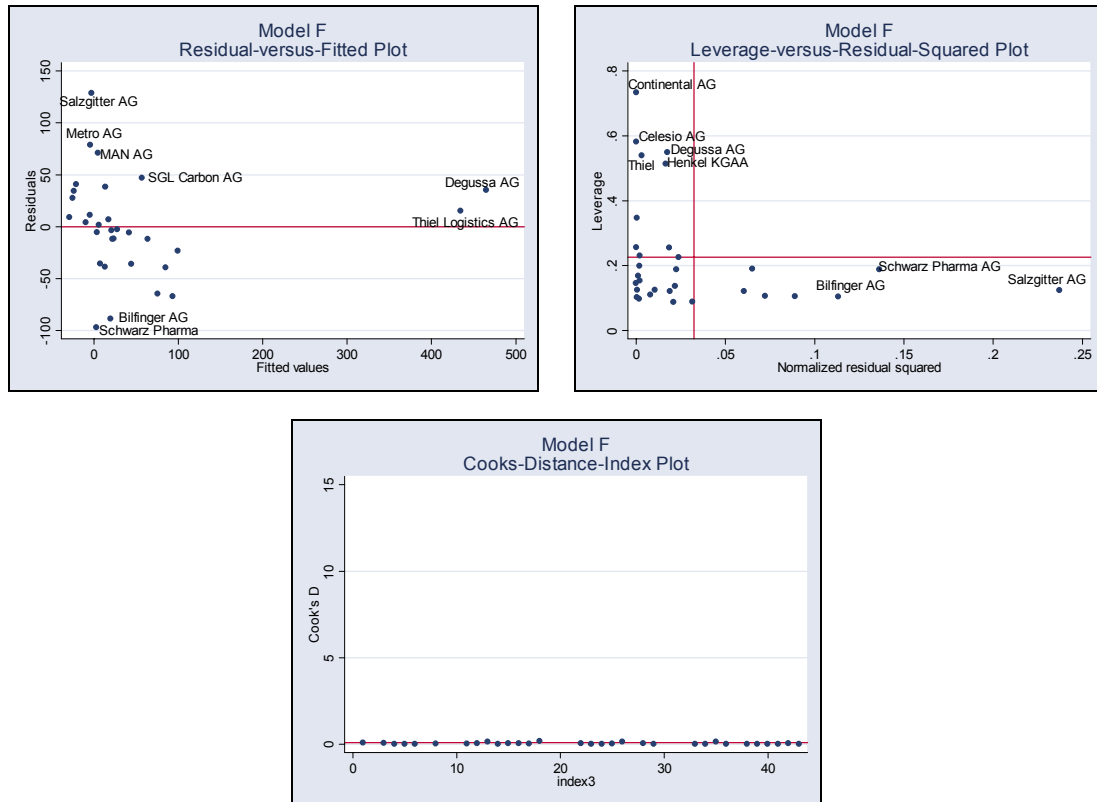 Model F
Residual-versus-Fitted Plot
150
100
50
0
-50
-100
Residuals
Salzgitter AG
Metro AG
MAN AG
SGL Carbon AG
Degussa AG
Thiel Logistics AG
Bilfinger AG
Schwarz Pharma
0
100
200
300
400
500
Fitted values
Model F
Leverage-versus-Residual-Squared Plot
.8
.6
.4
.2
0
Leverage
Continental AG
Celesio AG
Degussa AG
Thiel
Henkel KGAA
Schwarz Pharma AG
Bilfinger AG
Salzgitter AG
0
.05
.1
.15
.2
.25
Normalized residual squared
Model F
Cooks-Distance-Index Plot
15
10
5
0
Cook's D
0
10
20
30
40
index3